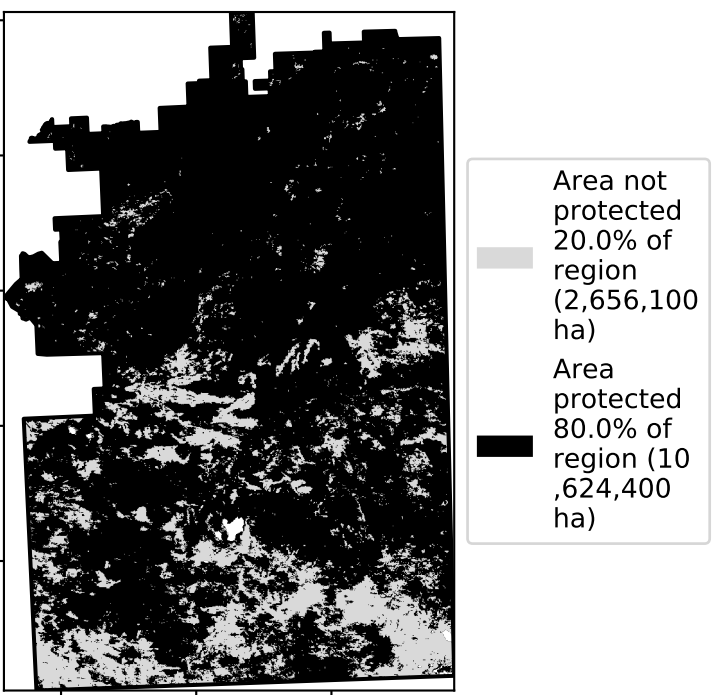 Area not
protected
20.0% of
region
(2,656,100
ha)
Area
protected
80.0% of
region (10
,624,400
ha)